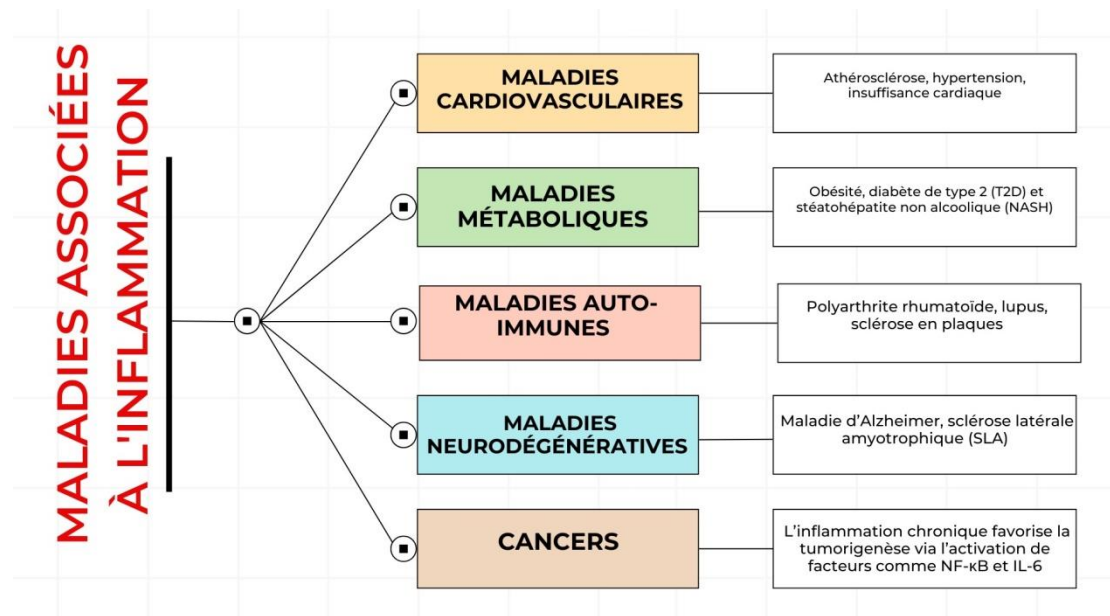 MALADIES ASSOCIÉES
À L'INFLAMMATION
MALADIES
CARDIOVASCULAIRES
Athérosclérose, hypertension,
insuffisance cardiaque
MALADIES
MÉTABOLIQUES
Obésité, diabète de type 2 (T2D) et
stéatohépatite non alcoolique (NASH)
MALADIES AUTO-
IMMUNES
Polyarthrite rhumatoïde, lupus,
sclérose en plaques
MALADIES
NEURODÉGÉNÉRATIVES
Maladie d’Alzheimer, sclérose latérale
amyotrophique (SLA)
CANCERS
L’inflammation chronique favorise la
tumorigenèse via l’activation de
facteurs comme NF-κB et IL-6